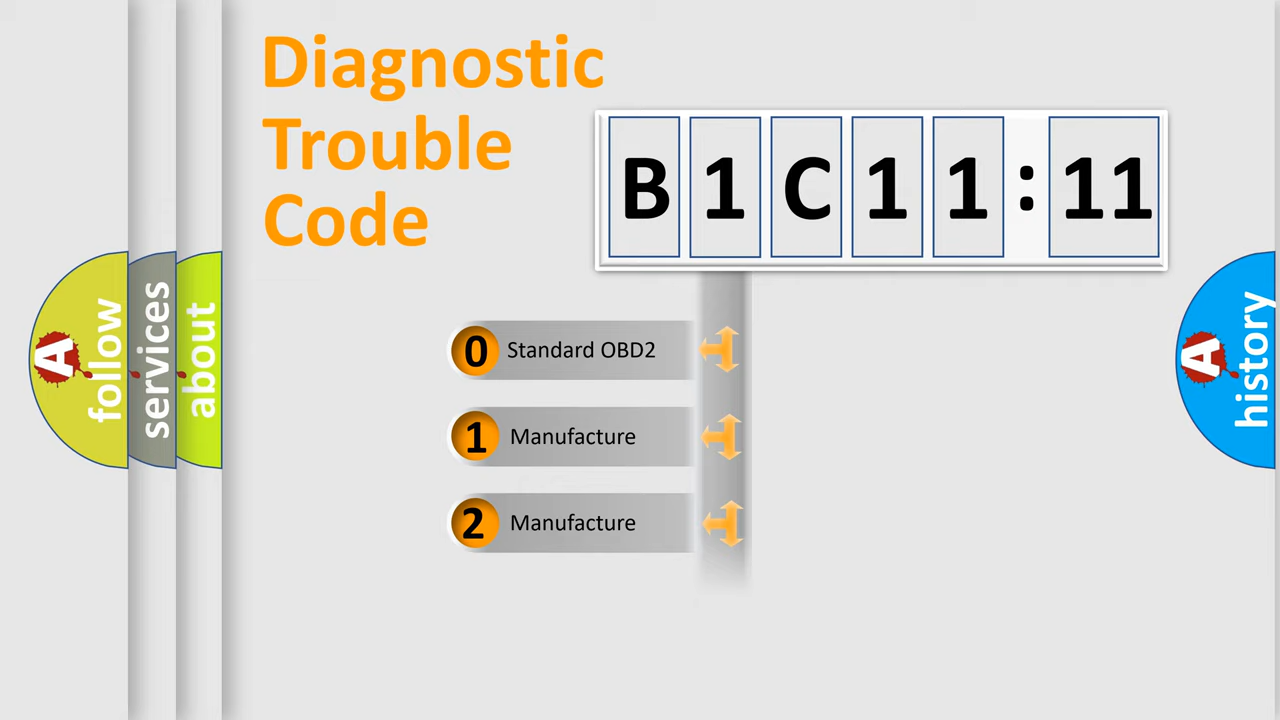 Diagnostic
Trouble
Code
B 1 C 1 1 : 11
0 Standard OBD2
1 Manufacture
2 Manufacture
A follow
services
about
A history